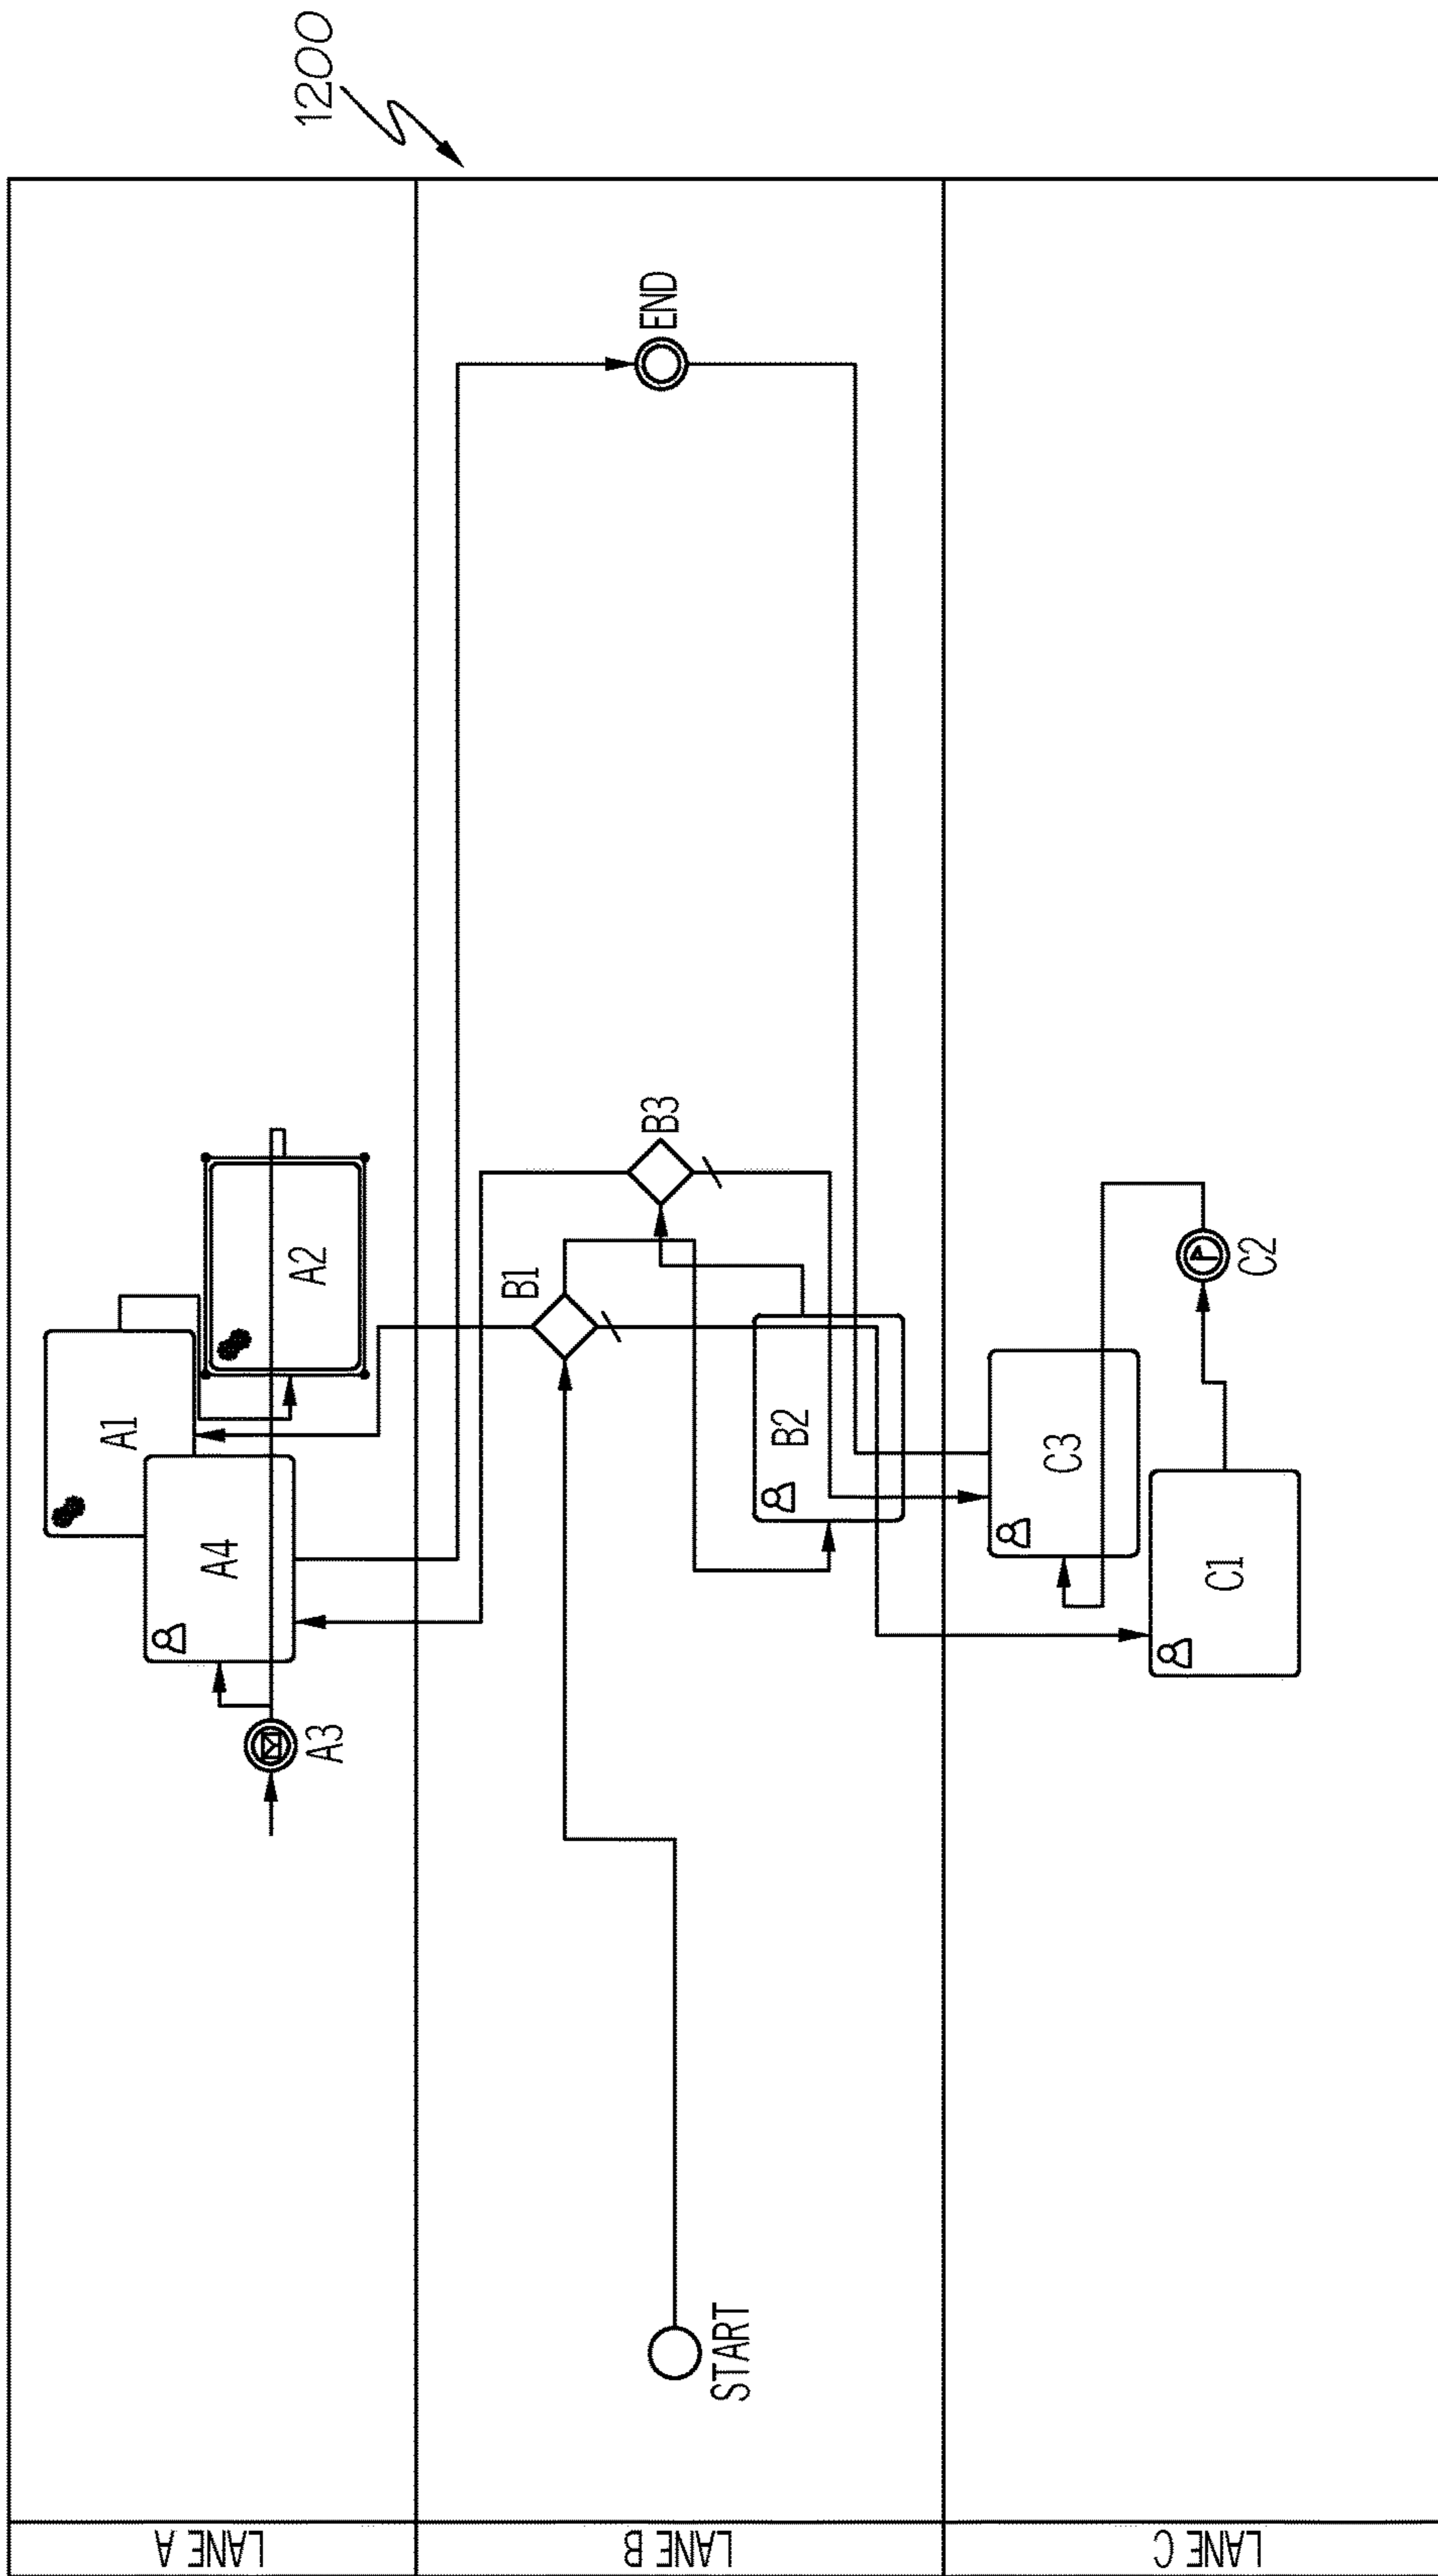 1200
LANE A
A1
A2
A4
A3
LANE B
B1
B3
B2
START
END
LANE C
C3
C2
C1